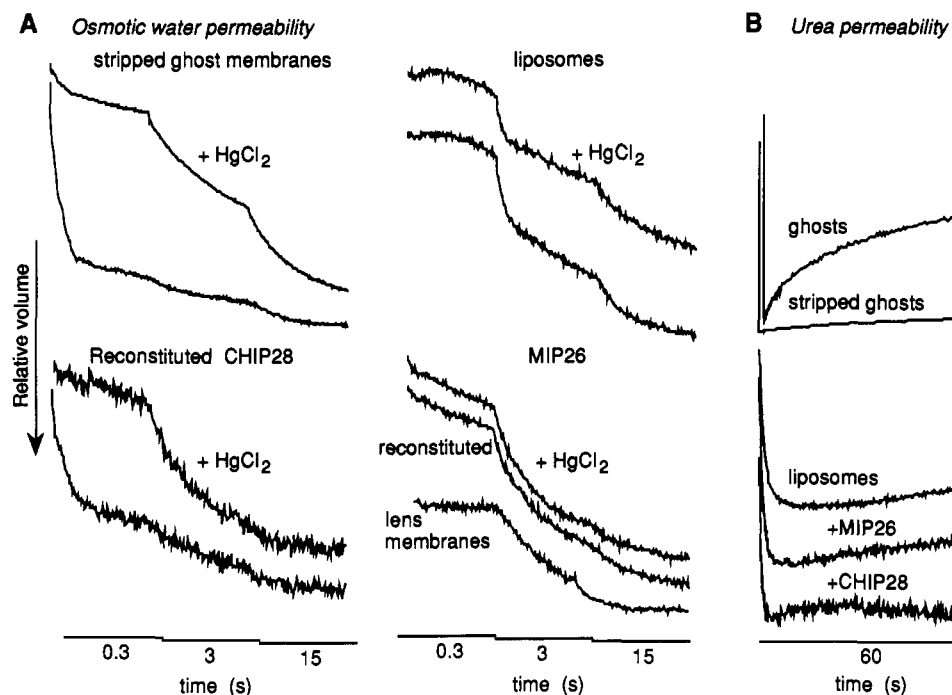 A Osmotic water permeability
stripped ghost membranes
+ HgCl2
Relative volume
liposomes
+ HgCl2
Reconstituted CHIP28
+ HgCl2
0.3 3 15
time (s)
MIP26
reconstituted
+ HgCl2
lens
membranes
0.3 3 15
time (s)
B Urea permeability
ghosts
stripped ghosts
liposomes
+MIP26
+CHIP28
60
time (s)